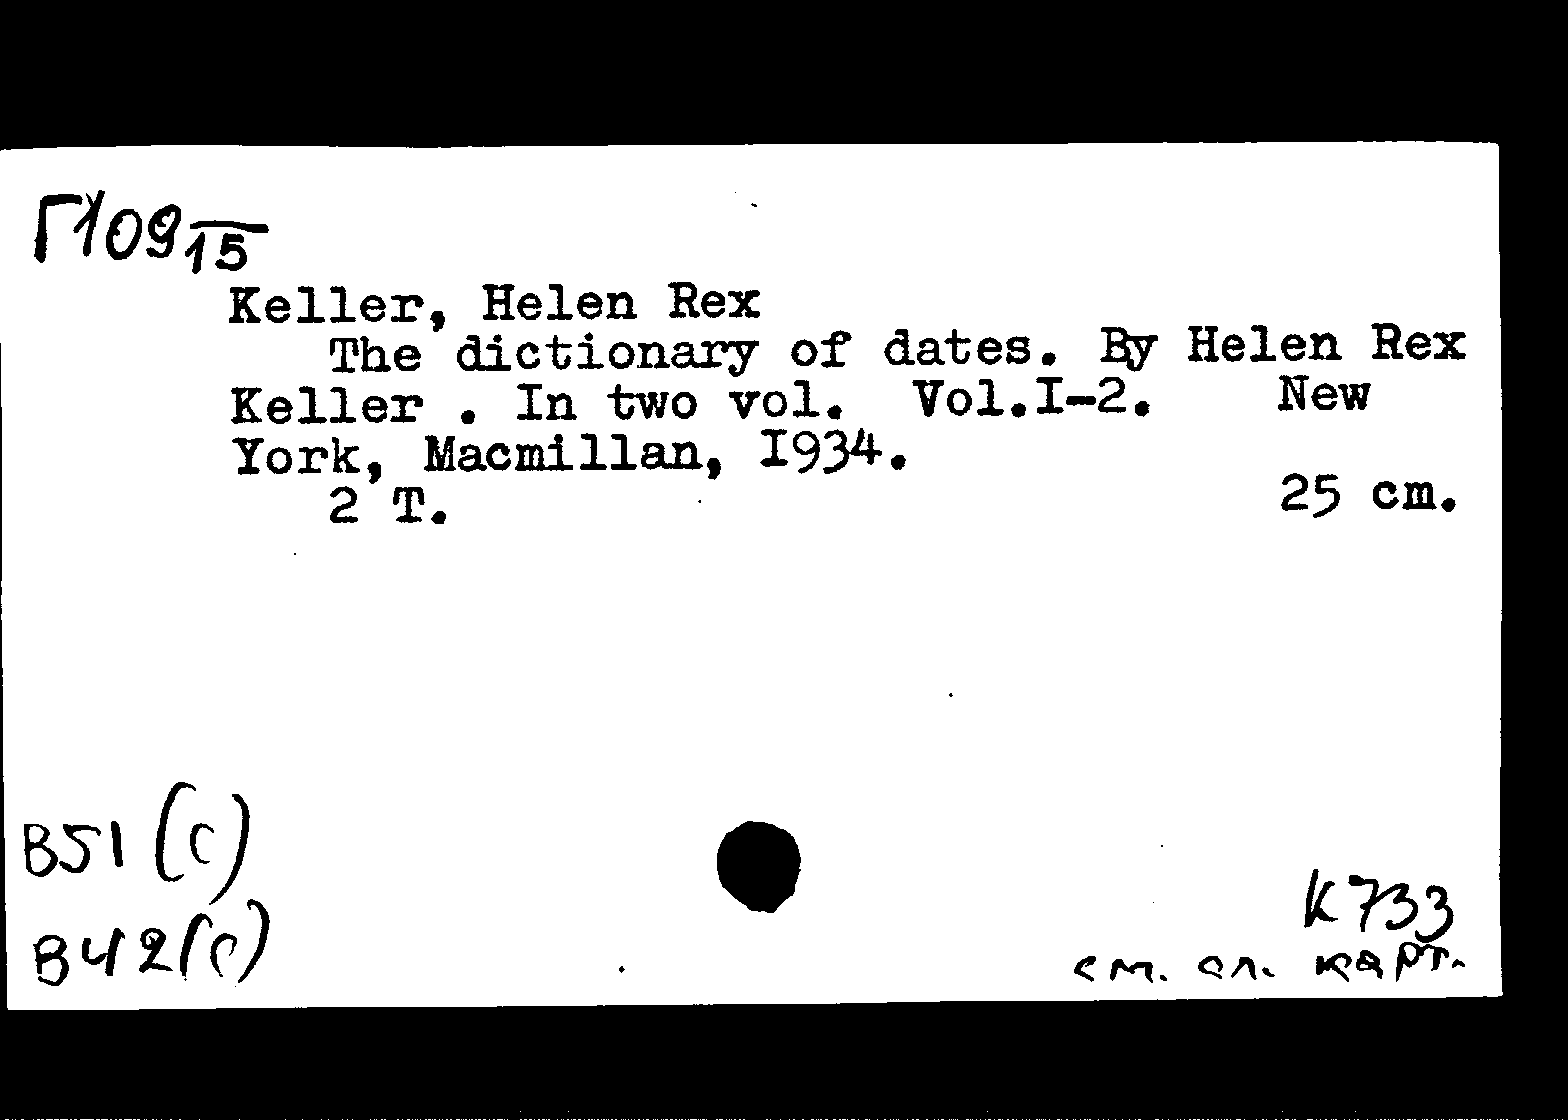 Г109 15
Keller, Helen Rex
The dictionary of dates. By Helen Rex
Keller . In two vol. Vol.I-2. New
York, Macmillan, I934.
2 T. 25 cm.
B51 (c)
B42(c)
K733
см. сл. карт.